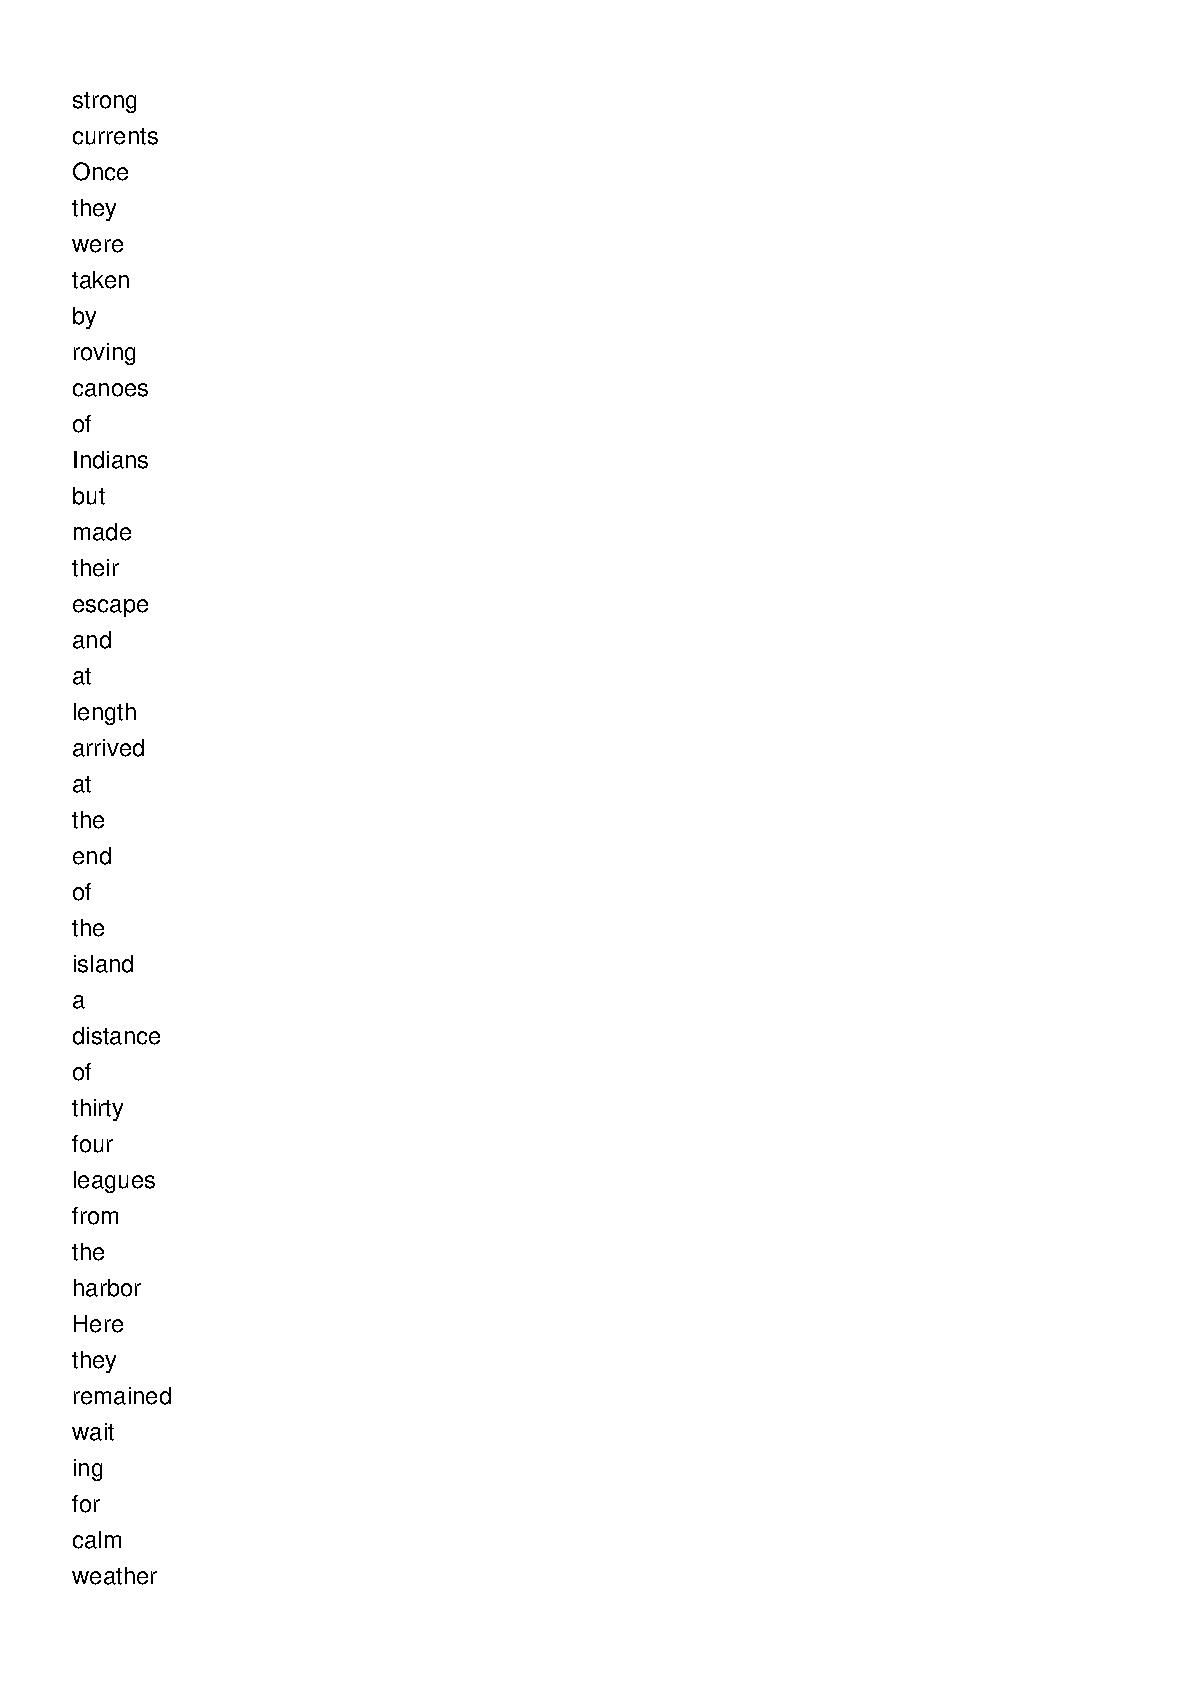 strong
currents
Once
they
were
taken
by
roving
canoes
of
Indians
but
made
their
escape
and
at
length
arrived
at
the
end
of
the
island
a
distance
of
thirty
four
leagues
from
the
harbor
Here
they
remained
wait
ing
for
calm
weather